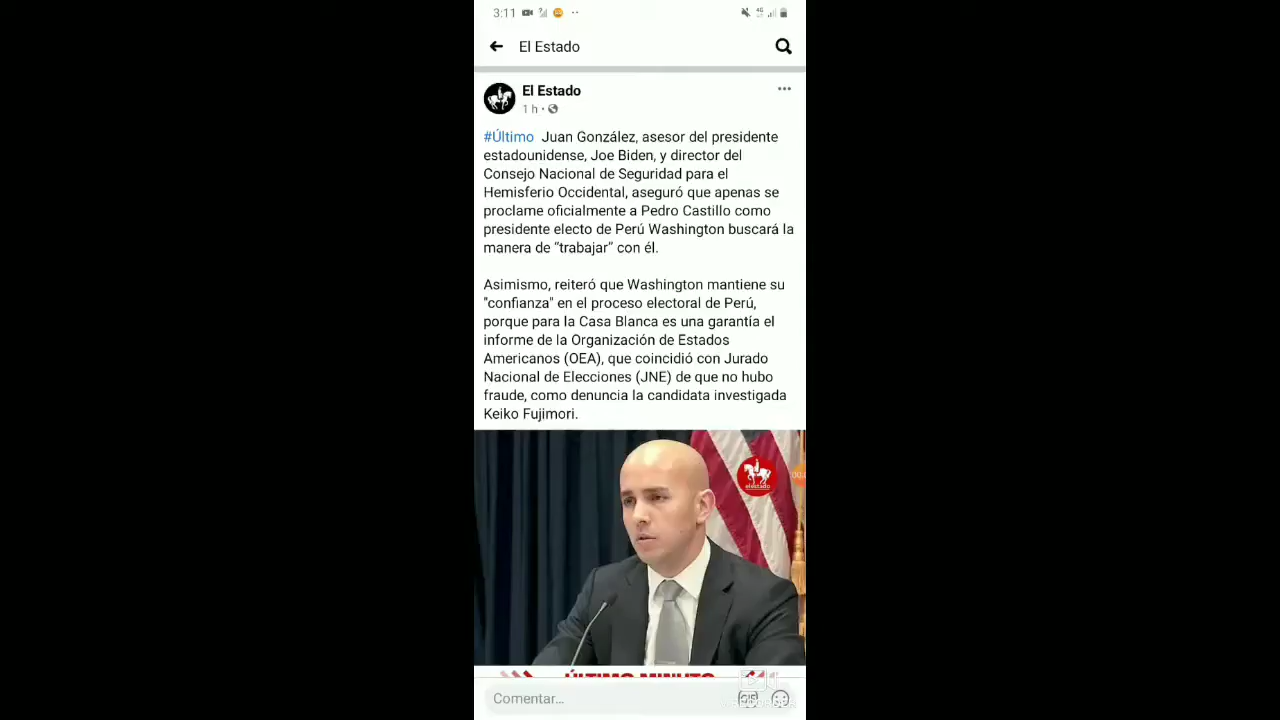 3:11
4G
El Estado
El Estado
1 h
#Último Juan González, asesor del presidente
estadounidense, Joe Biden, y director del
Consejo Nacional de Seguridad para el
Hemisferio Occidental, aseguró que apenas se
proclame oficialmente a Pedro Castillo como
presidente electo de Perú Washington buscará la
manera de “trabajar” con él.
Asimismo, reiteró que Washington mantiene su
"confianza" en el proceso electoral de Perú,
porque para la Casa Blanca es una garantía el
informe de la Organización de Estados
Americanos (OEA), que coincidió con Jurado
Nacional de Elecciones (JNE) de que no hubo
fraude, como denuncia la candidata investigada
Keiko Fujimori.
elestado
ÚLTIMO MINUTO
Comentar...
GIF